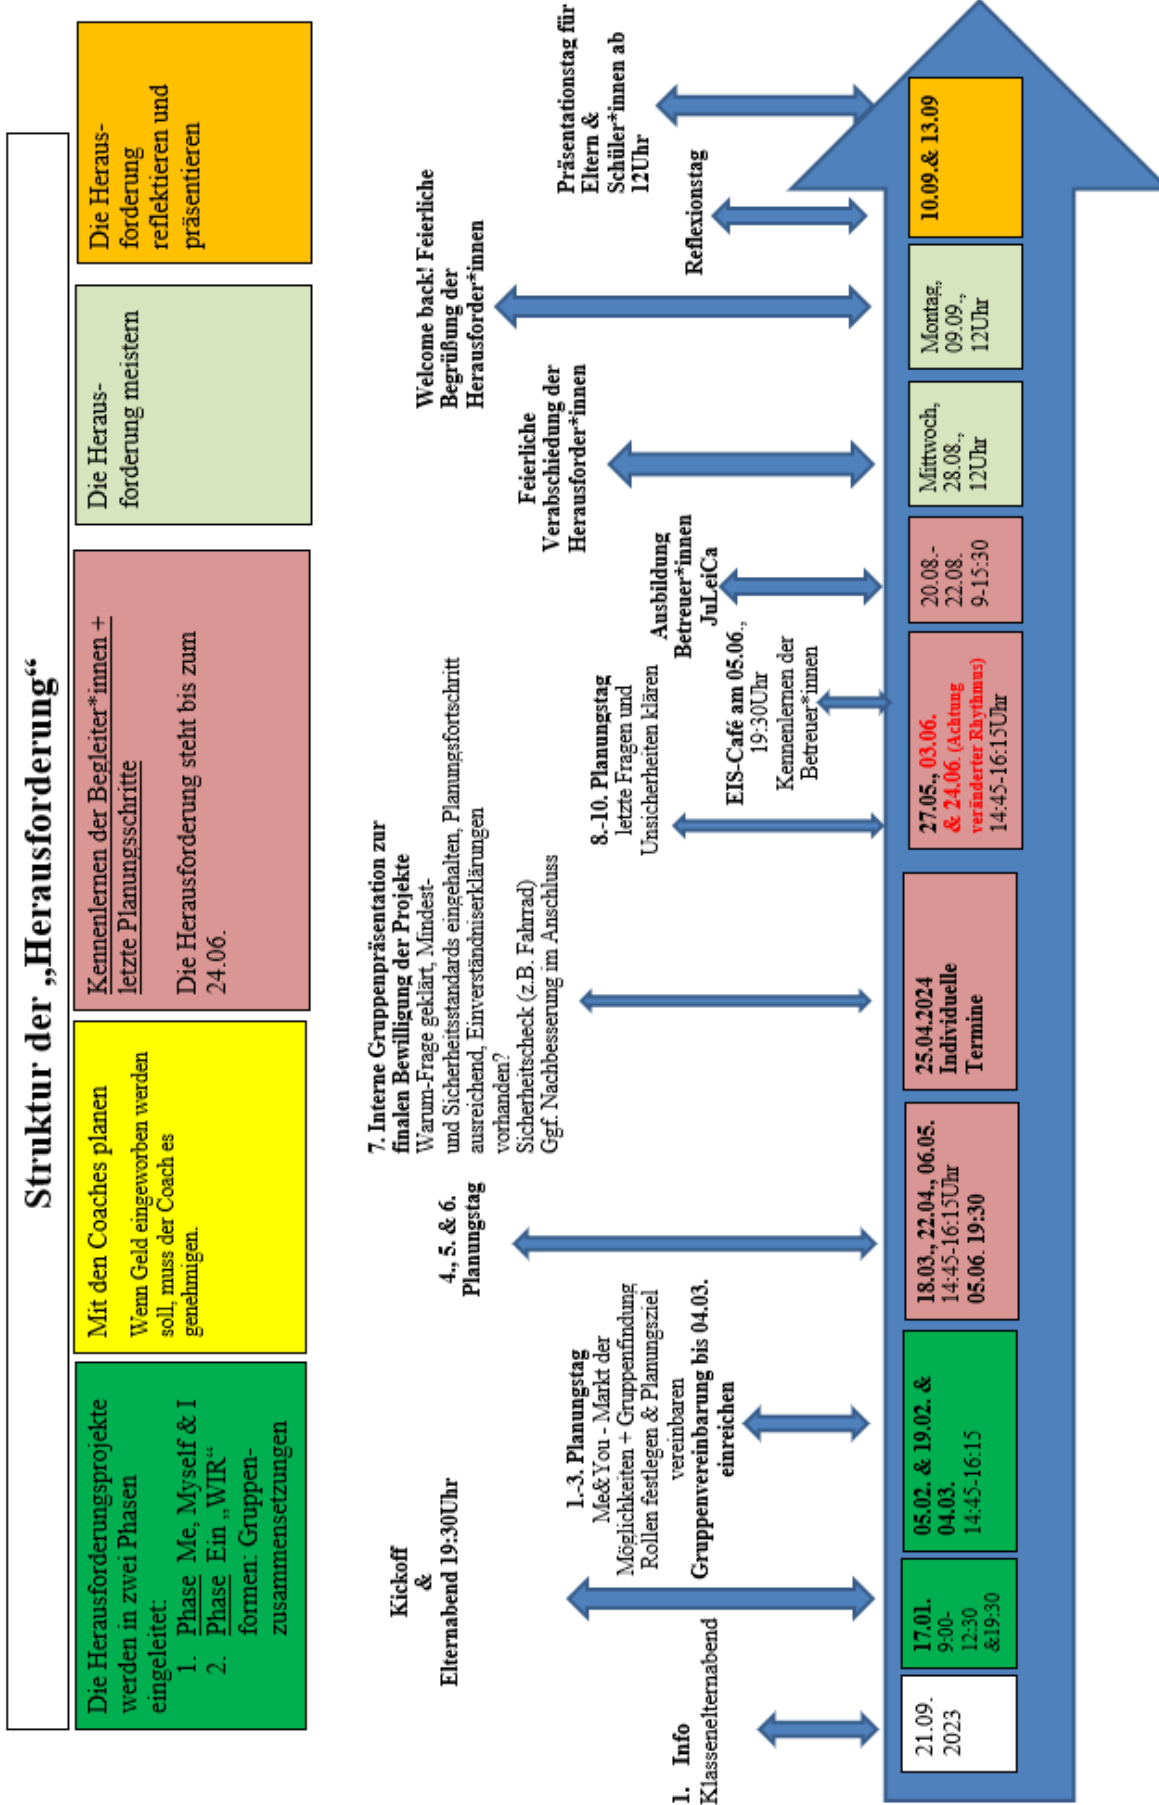 Struktur der „Herausforderung“
Die Herausforderungsprojekte
werden in zwei Phasen
eingeleitet:
1. Phase Me, Myself & I
2. Phase Ein „WIR“
formen: Gruppen-
zusammensetzungen
Mit den Coaches planen
Wenn Geld eingeworben werden
soll, muss der Coach es
genehmigen.
Kennenlernen der Begleiter*innen +
letzte Planungsschritte
Die Herausforderung steht bis zum
24.06.
Die Heraus-
forderung meistern
Die Heraus-
forderung
reflektieren und
präsentieren
1. Info
Klassenelternabend
Kickoff
&
Elternabend 19:30Uhr
1.-3. Planungstag
Me&You - Markt der
Möglichkeiten + Gruppenfindung
Rollen festlegen & Planungsziel
vereinbaren
Gruppenvereinbarung bis 04.03.
einreichen
4., 5. & 6.
Planungstag
7. Interne Gruppenpräsentation zur
finalen Bewilligung der Projekte
Warum-Frage geklärt, Mindest-
und Sicherheitsstandards eingehalten, Planungsfortschritt
ausreichend, Einverständniserklärungen
vorhanden?
Sicherheitscheck (z.B. Fahrrad)
Ggf. Nachbesserung im Anschluss
8.-10. Planungstag
letzte Fragen und
Unsicherheiten klären
EIS-Café am 05.06.,
19:30Uhr
Kennenlernen der
Betreuer*innen
Ausbildung
Betreuer*innen
JuLeiCa
Feierliche
Verabschiedung der
Herausforder*innen
Welcome back! Feierliche
Begrüßung der
Herausforder*innen
Reflexionstag
Präsentationstag für
Eltern &
Schüler*innen ab
12Uhr
21.09.
2023
17.01.
9:00-
12:30
&19:30
05.02. & 19.02. &
04.03.
14:45-16:15
18.03., 22.04., 06.05.
14:45-16:15Uhr
05.06. 19:30
25.04.2024
Individuelle
Termine
27.05., 03.06.
& 24.06. (Achtung
veränderter Rhythmus)
14:45-16:15Uhr
20.08.-
22.08.
9-15:30
Mittwoch,
28.08.,
12Uhr
Montag,
09.09.,
12Uhr
10.09.& 13.09